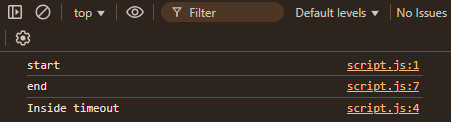 top Filter Default levels No Issues
start script.js:1
end script.js:7
Inside timeout script.js:4